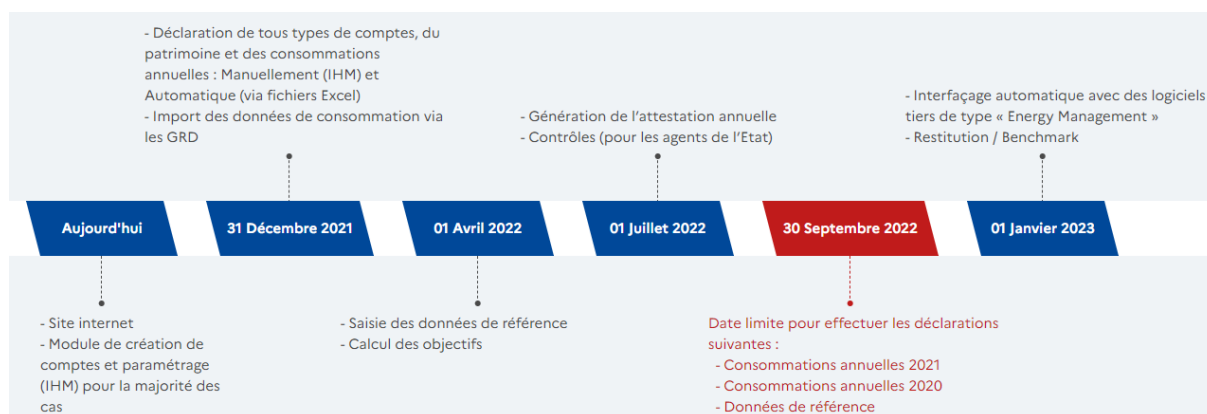 - Déclaration de tous types de comptes, du
patrimoine et des consommations
annuelles : Manuellement (IHM) et
Automatique (via fichiers Excel)
- Import des données de consommation via
les GRD
- Génération de l'attestation annuelle
- Contrôles (pour les agents de l'Etat)
- Interfaçage automatique avec des logiciels
tiers de type « Energy Management »
- Restitution / Benchmark
Aujourd'hui
31 Décembre 2021
01 Avril 2022
01 Juillet 2022
30 Septembre 2022
01 Janvier 2023
- Site internet
- Module de création de
comptes et paramétrage
(IHM) pour la majorité des
cas
- Saisie des données de référence
- Calcul des objectifs
Date limite pour effectuer les déclarations
suivantes :
- Consommations annuelles 2021
- Consommations annuelles 2020
- Données de référence